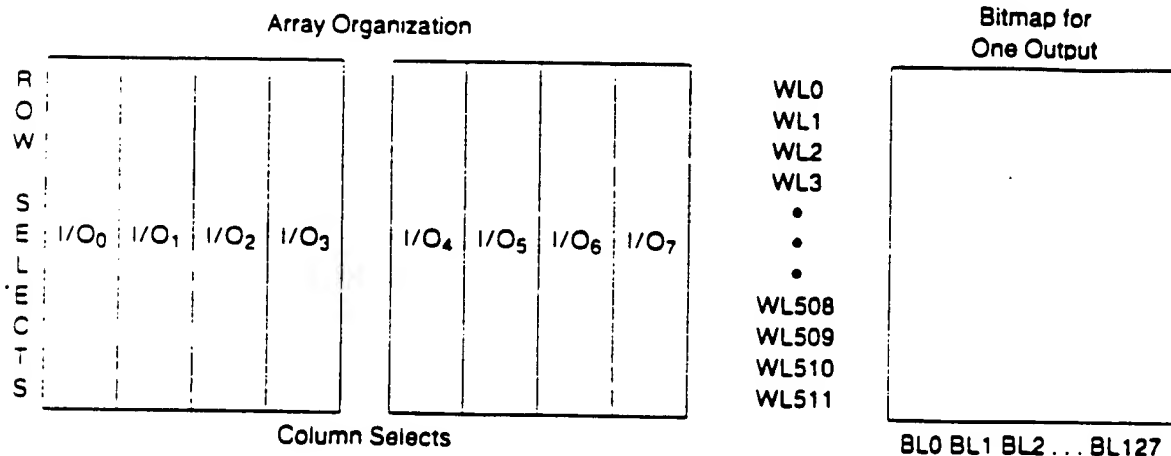 Array Organization
Bitmap for
One Output
ROW SELECTS
I/O0 I/O1 I/O2 I/O3 I/O4 I/O5 I/O6 I/O7
WL0
WL1
WL2
WL3
•
•
•
WL508
WL509
WL510
WL511
Column Selects
BL0 BL1 BL2 . . . BL127